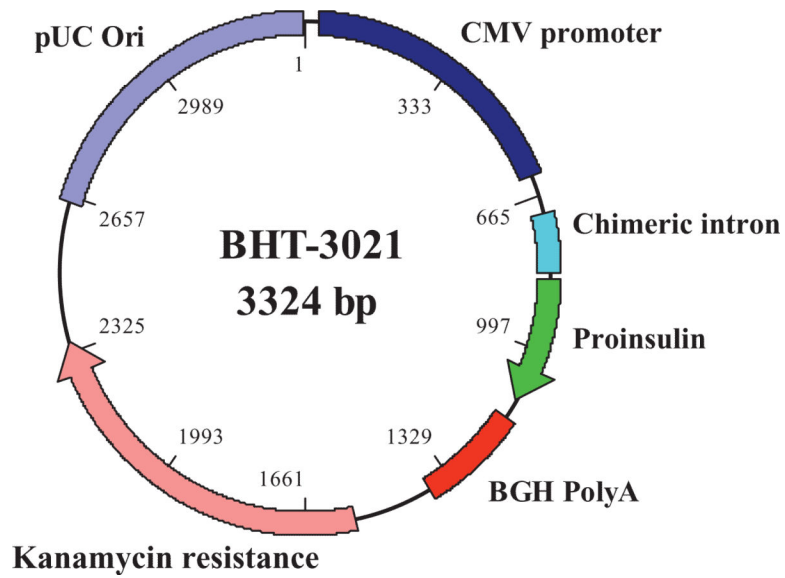 pUC Ori
CMV promoter
1
2989
333
2657
665
Chimeric intron
BHT-3021
3324 bp
2325
997
Proinsulin
1993
1329
1661
BGH PolyA
Kanamycin resistance